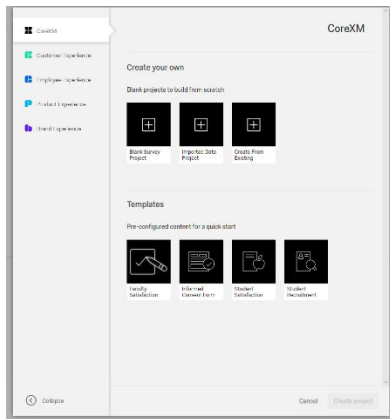 CoreXM
CoreXM
Customer Experience
Employee Experience
Product Experience
Brand Experience
Create your own
Blank projects to build from scratch
Blank Survey
Project
Imported Data
Project
Create From
Existing
Templates
Pre-configured content for a quick start
Faculty
Satisfaction
Informed
Consent Form
Student
Satisfaction
Student
Recruitment
Collapse
Cancel
Create project